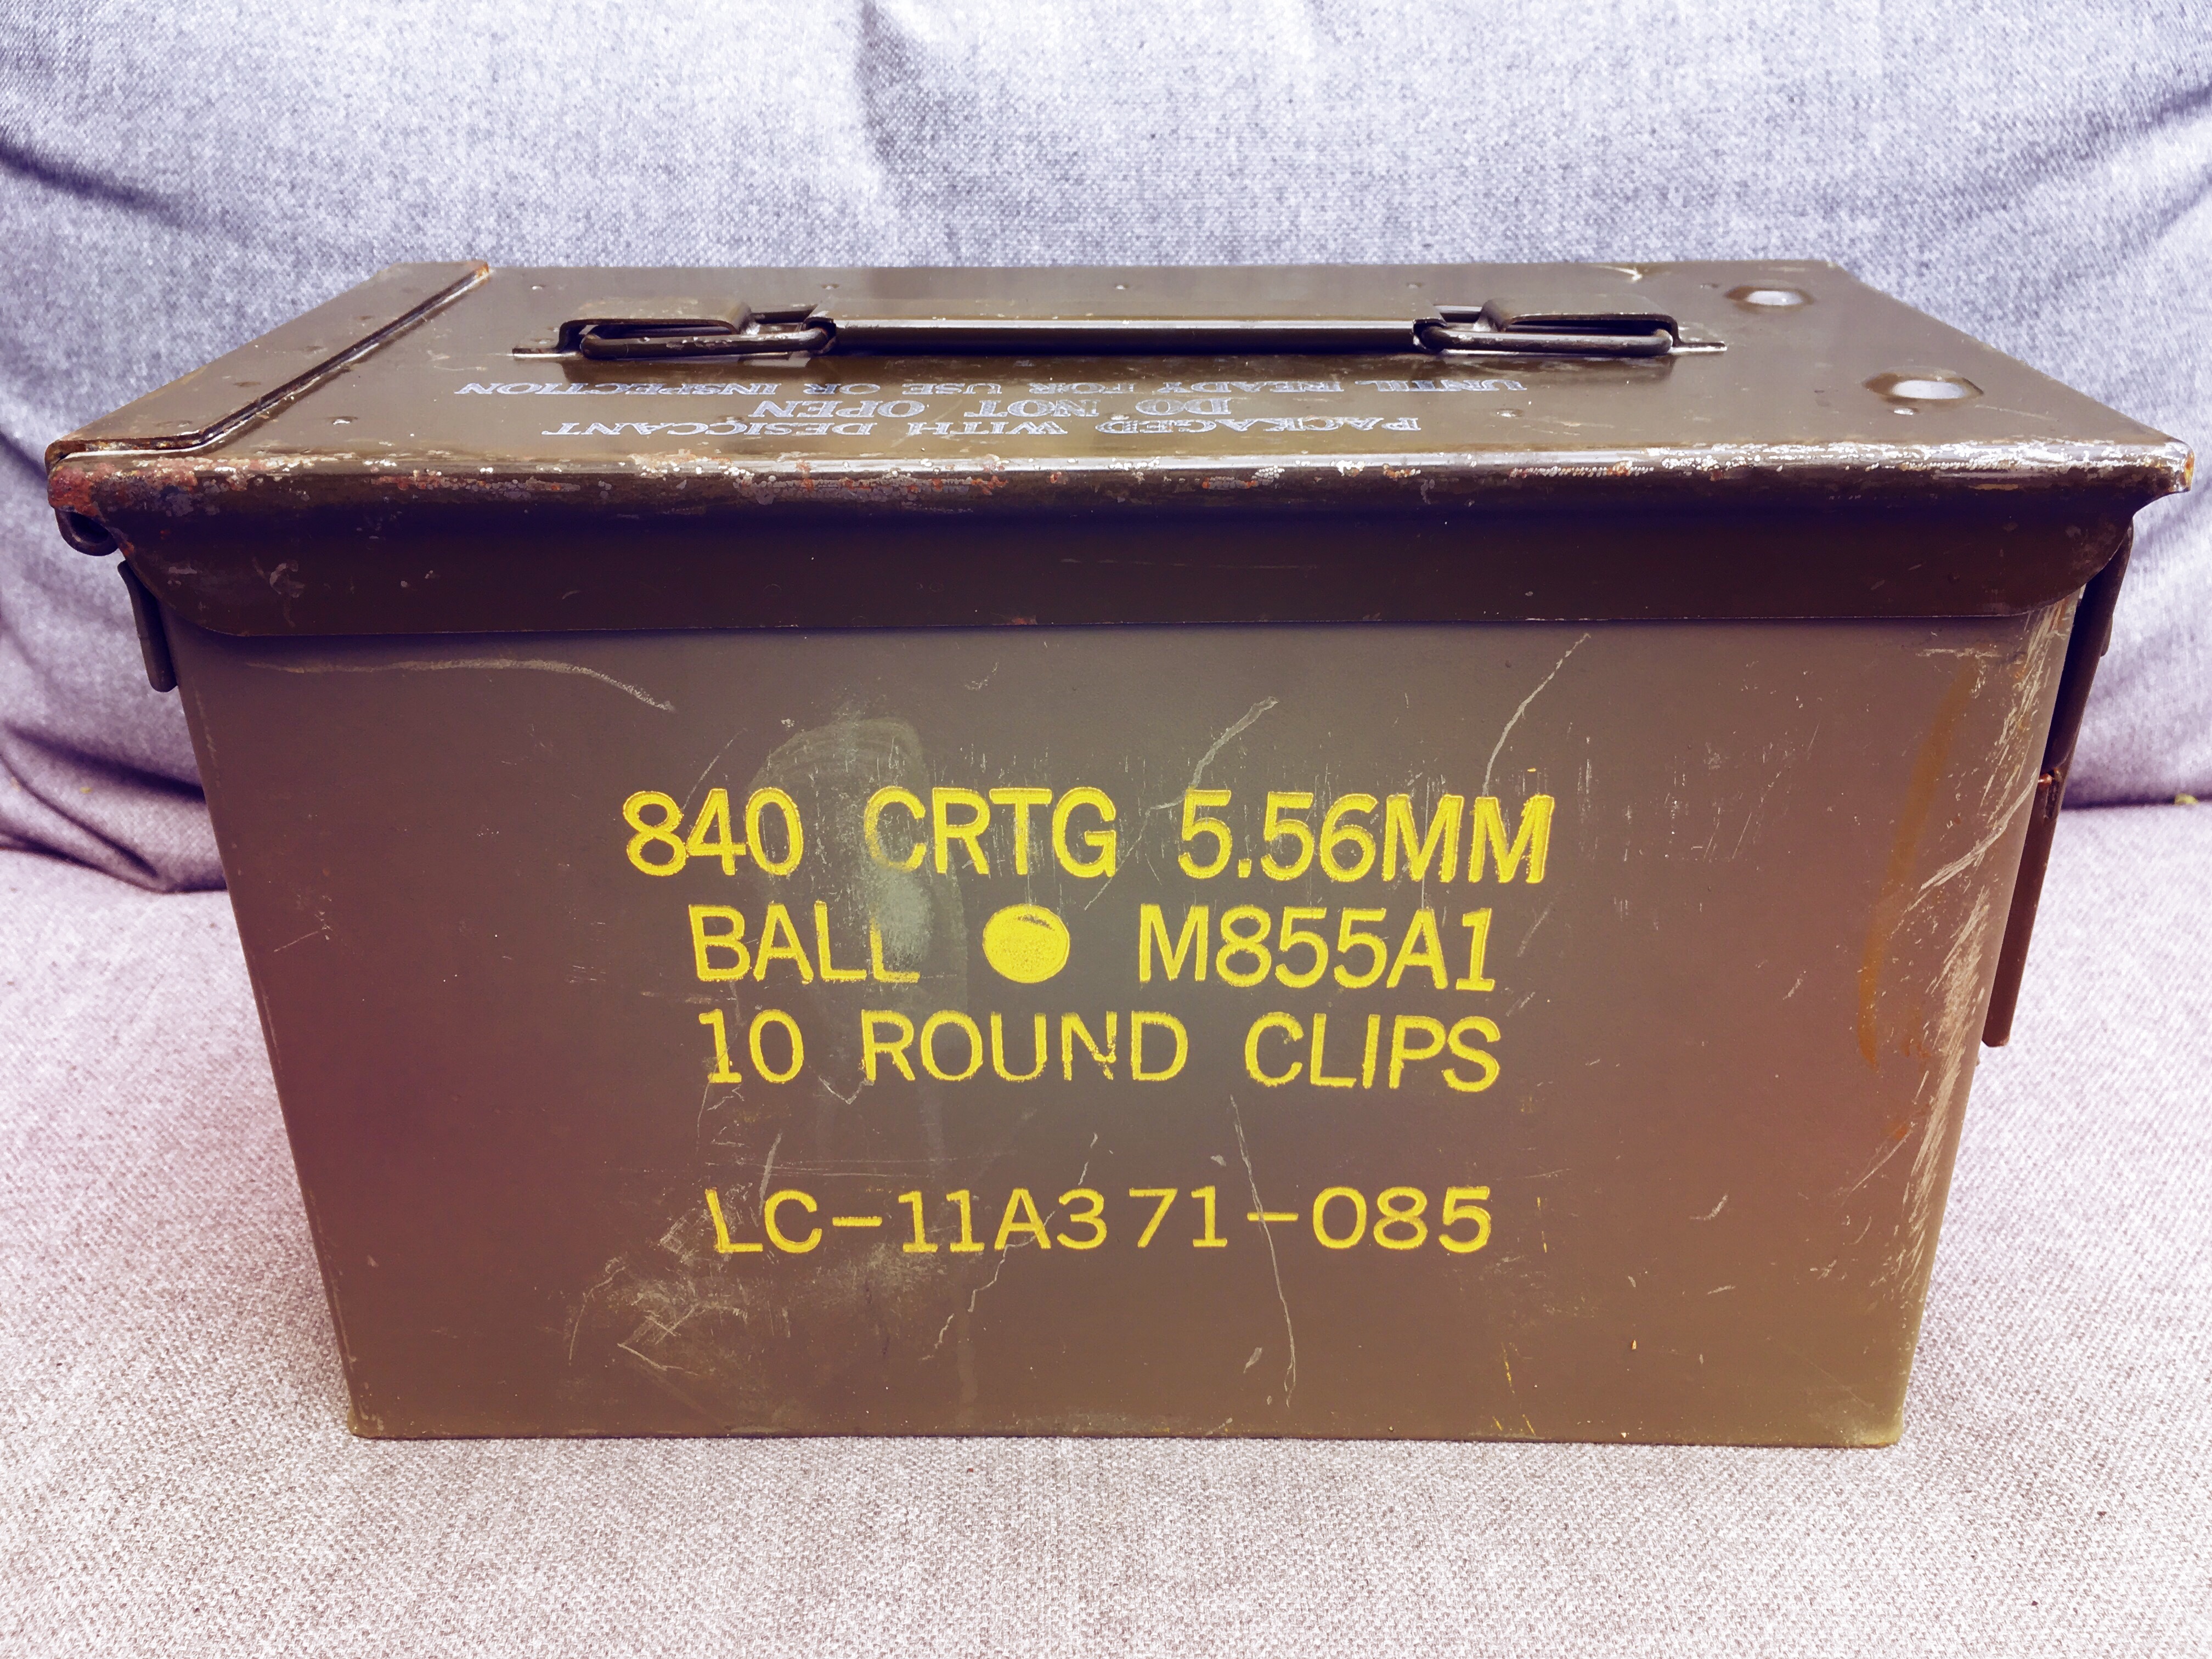 PACKAGED WITH DESICCANT
DO NOT OPEN
UNTIL READY FOR USE OR INSPECTION
840 CRTG 5.56MM
BALL M855A1
10 ROUND CLIPS
LC-11A371-085